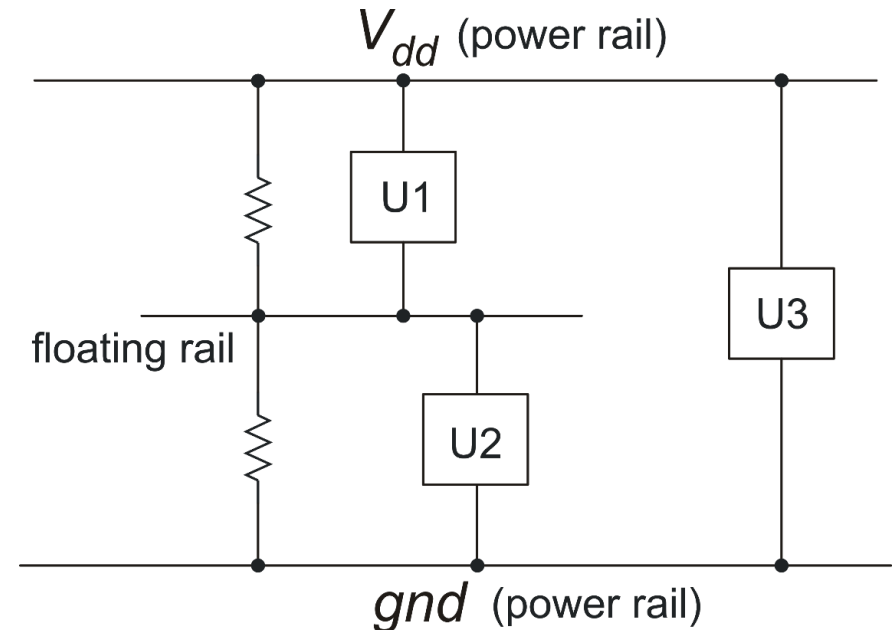 Vdd (power rail)
U1
U3
floating rail
U2
gnd (power rail)